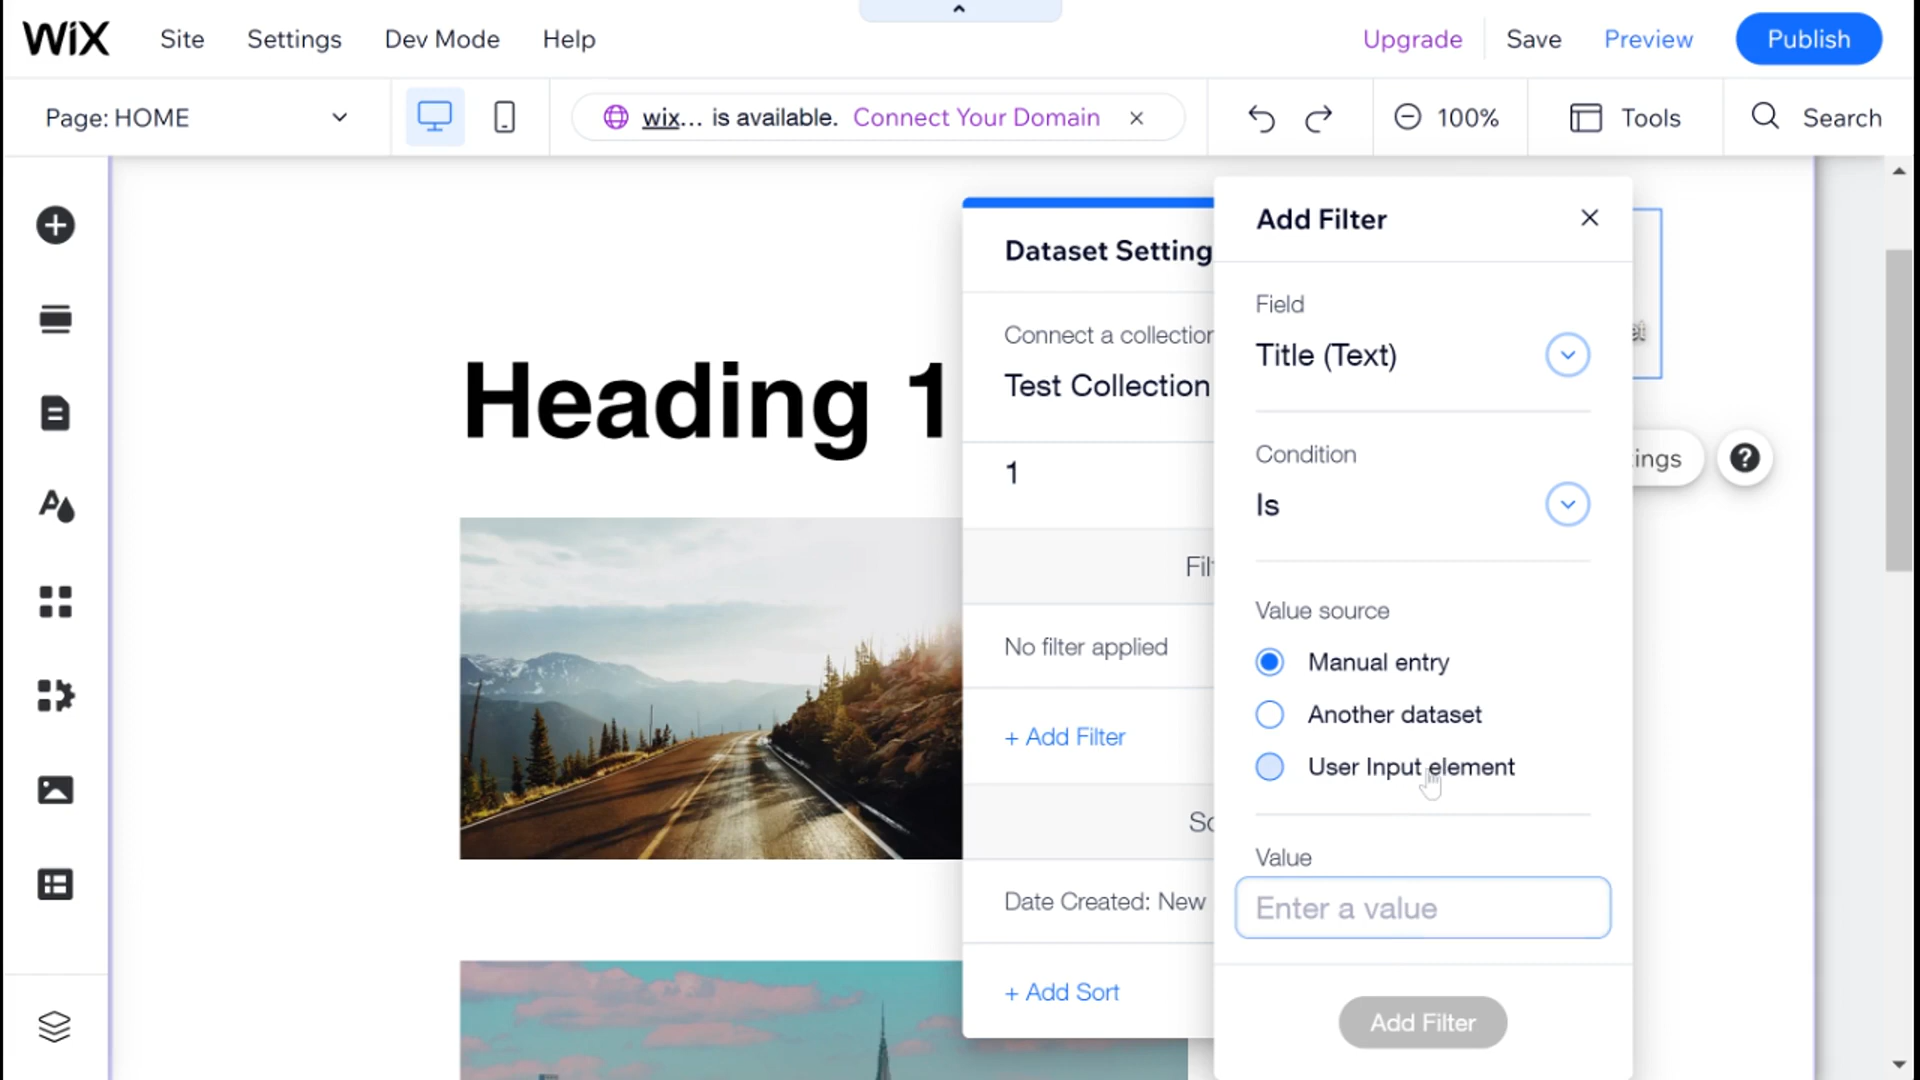 WiX Site Settings Dev Mode Help Upgrade Save Preview Publish
Page: HOME wix... is available. Connect Your Domain 100% Tools Search
Heading 1
Dataset Setting
Connect a collection
Test Collection
1
Filt
No filter applied
+ Add Filter
So
Date Created: New
+ Add Sort
Add Filter
Field
Title (Text)
Condition
Is
Value source
Manual entry
Another dataset
User Input element
Value
Enter a value
Add Filter
ings
?